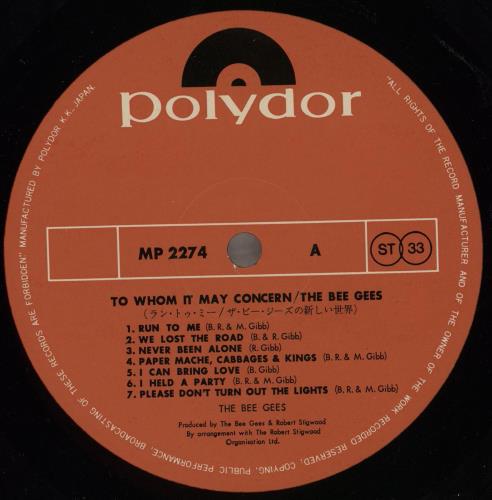 polydor
MP 2274 A ST 33
TO WHOM IT MAY CONCERN/THE BEE GEES
(ラン・トゥ・ミー/ザ・ビー・ジーズの新しい世界)
1. RUN TO ME (B. R. & M. Gibb)
2. WE LOST THE ROAD (B. & R. Gibb)
3. NEVER BEEN ALONE (R. Gibb)
4. PAPER MACHE, CABBAGES & KINGS (B. R. & M. Gibb)
5. I CAN BRING LOVE (B. Gibb)
6. I HELD A PARTY (B. R. & M. Gibb)
7. PLEASE DON'T TURN OUT THE LIGHTS (B. R. & M. Gibb)
THE BEE GEES
Produced by The Bee Gees & Robert Stigwood
By arrangement with The Robert Stigwood
Organisation Ltd.
"ALL RIGHTS OF THE RECORD MANUFACTURER AND OF THE OWNER OF THE WORK RECORDED RESERVED, COPYING, PUBLIC PERFORMANCE, BROADCASTING OF THESE RECORDS ARE FORBIDDEN" MANUFACTURED BY POLYDOR K.K., JAPAN.